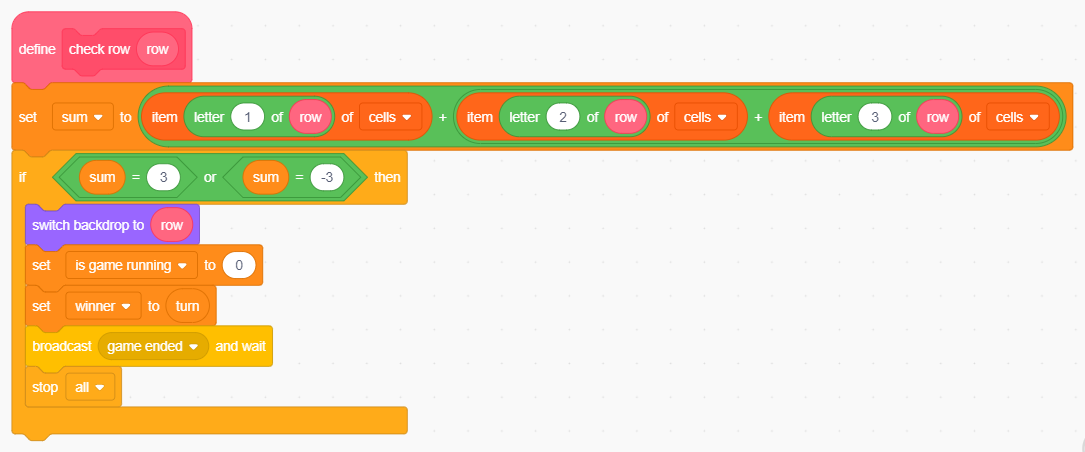 define check row row
set sum to item letter 1 of row of cells + item letter 2 of row of cells + item letter 3 of row of cells
if sum = 3 or sum = -3 then
switch backdrop to row
set is game running to 0
set winner to turn
broadcast game ended and wait
stop all